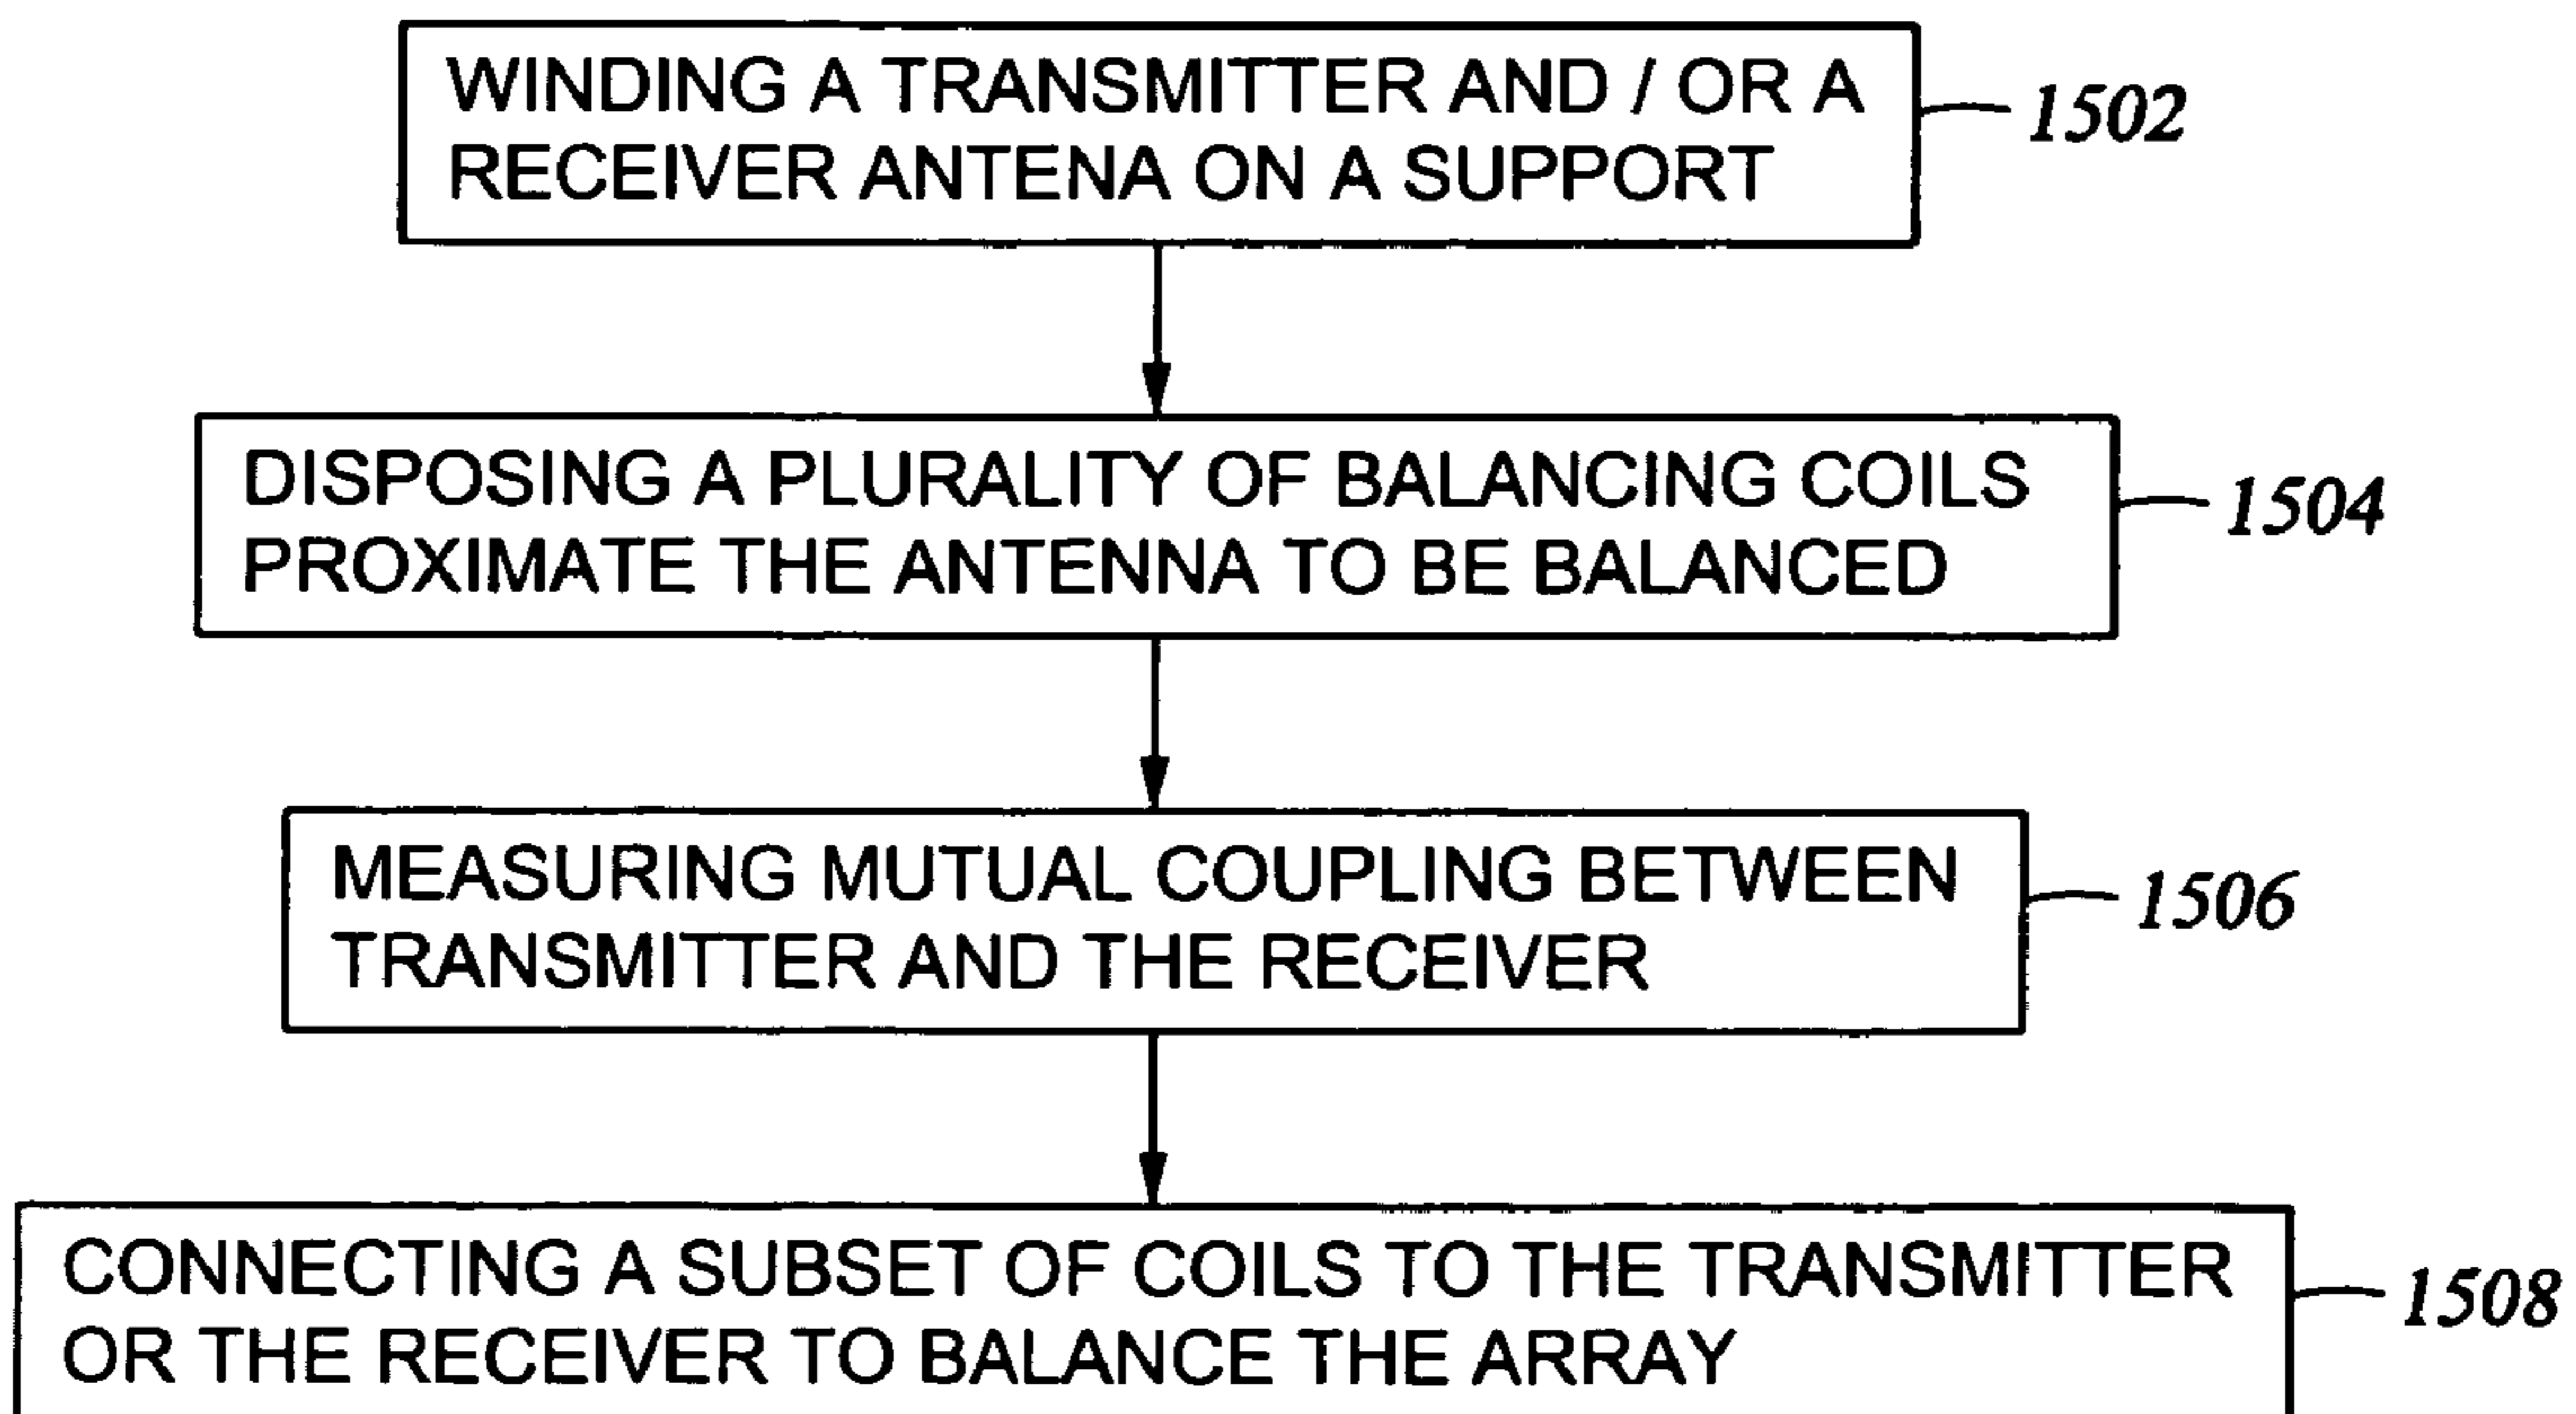 WINDING A TRANSMITTER AND / OR A
RECEIVER ANTENA ON A SUPPORT
1502
DISPOSING A PLURALITY OF BALANCING COILS
PROXIMATE THE ANTENNA TO BE BALANCED
1504
MEASURING MUTUAL COUPLING BETWEEN
TRANSMITTER AND THE RECEIVER
1506
CONNECTING A SUBSET OF COILS TO THE TRANSMITTER
OR THE RECEIVER TO BALANCE THE ARRAY
1508